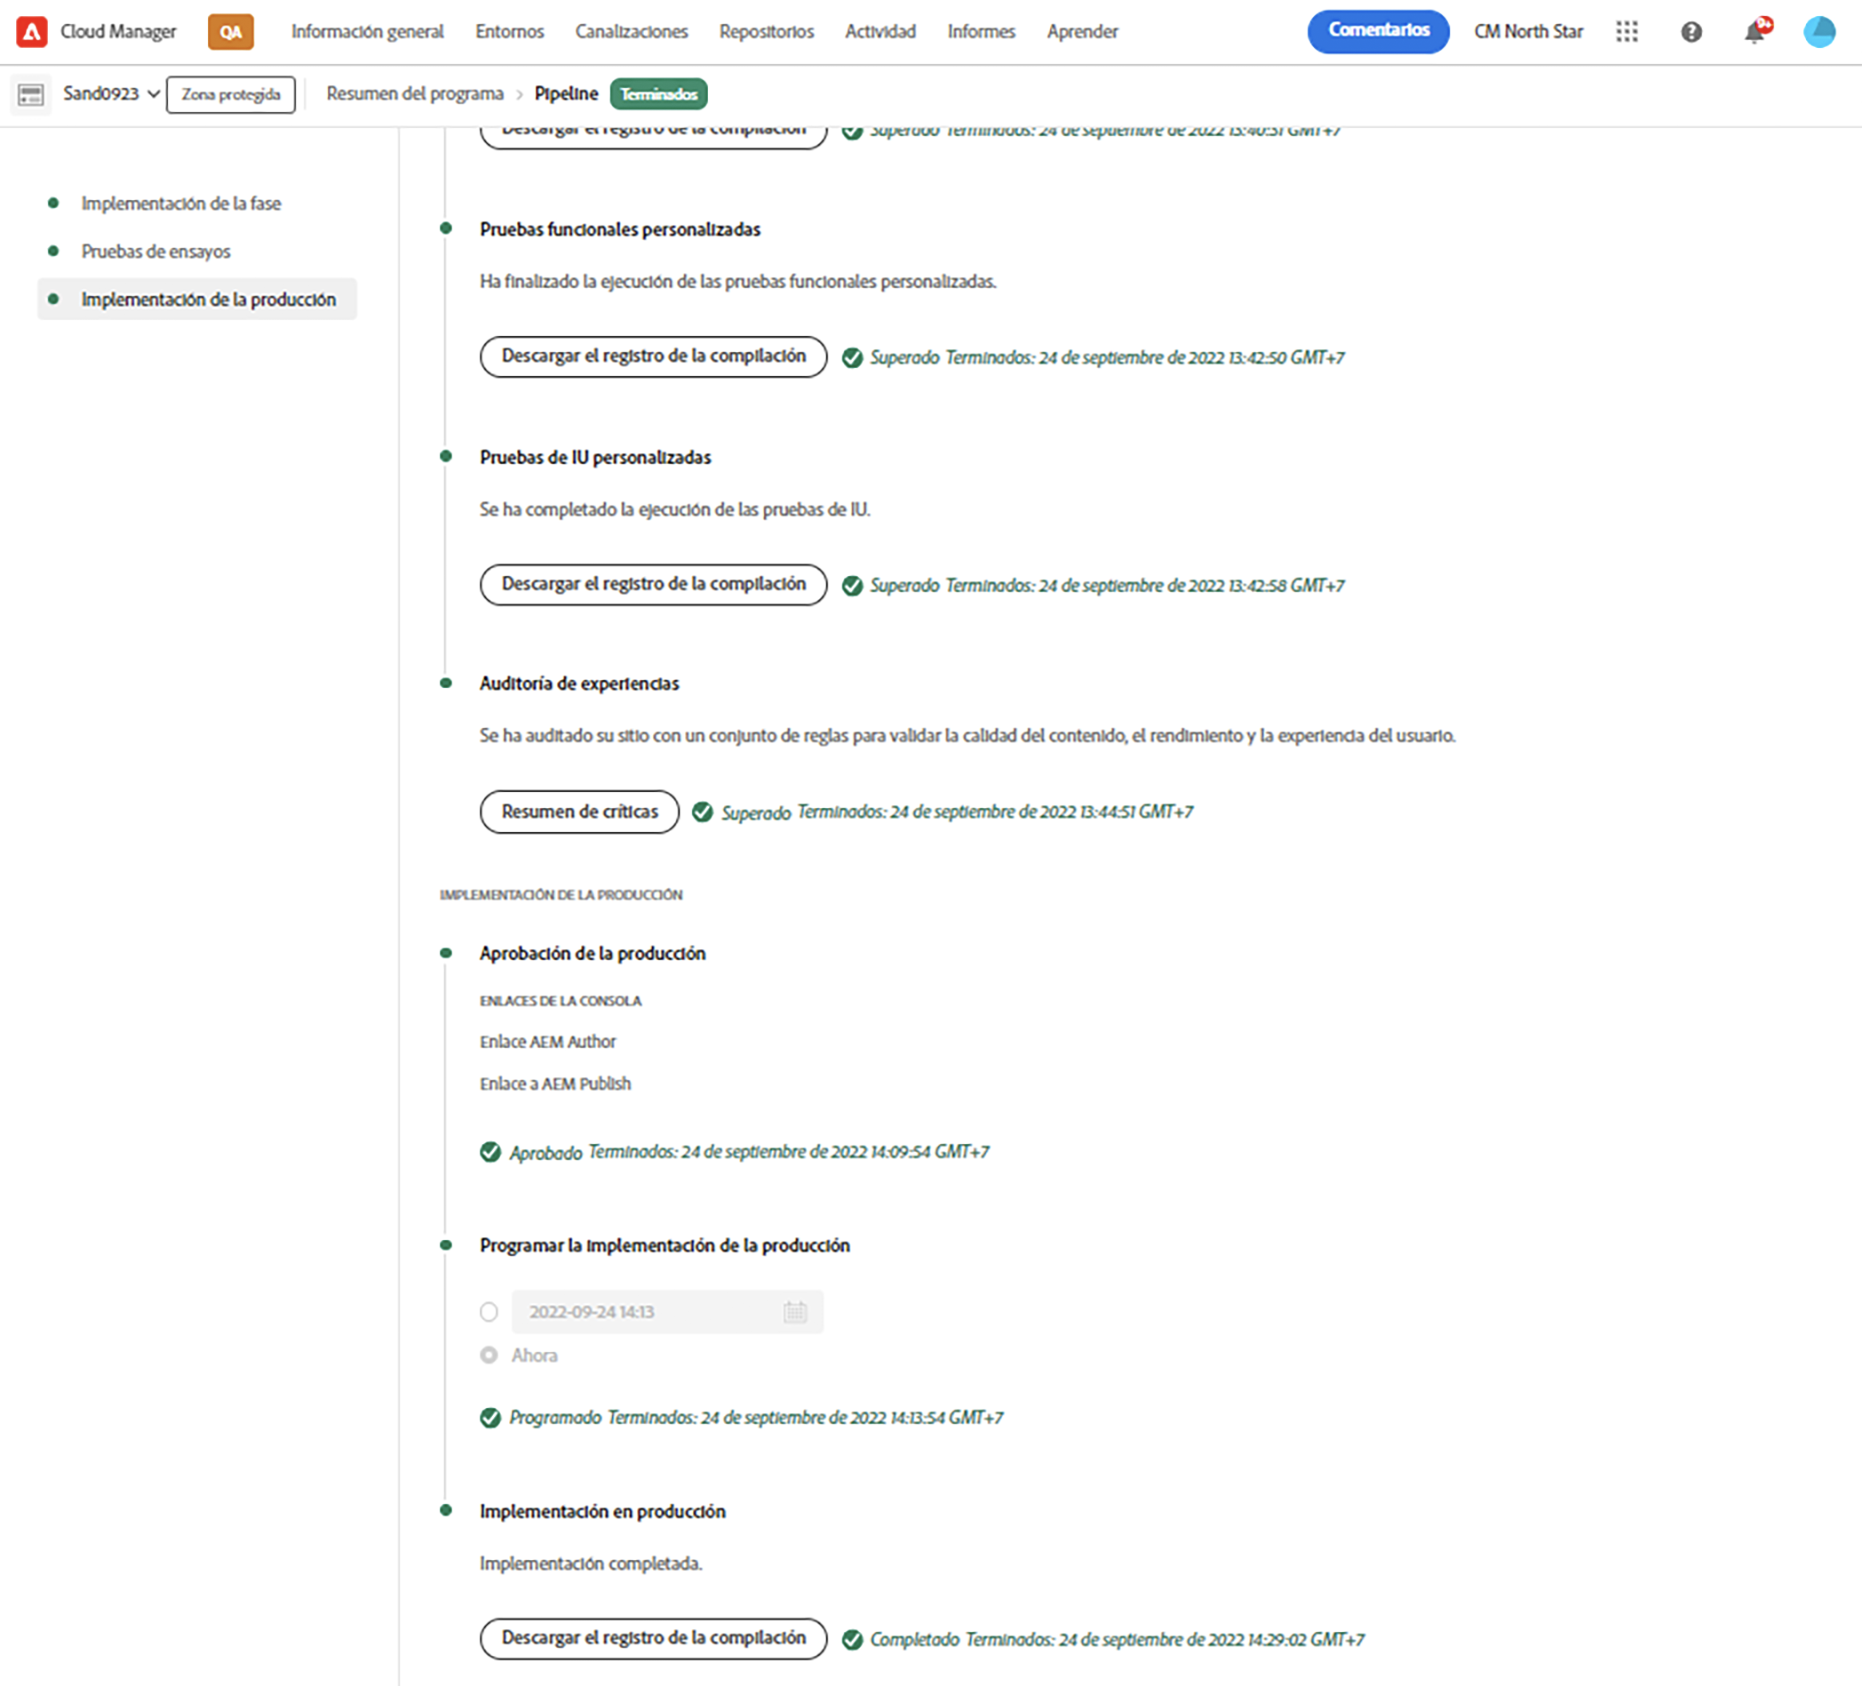 Cloud Manager QA Información general Entornos Canalizaciones Repositorios Actividad Informes Aprender Comentarios CM North Star 9+
Sand0923 Zona protegida Resumen del programa > Pipeline Terminados
Descargar el registro de la compilación Superado Terminados: 24 de septiembre de 2022 13:40:51 GMT+7
Implementación de la fase
Pruebas de ensayos
Implementación de la producción
Pruebas funcionales personalizadas
Ha finalizado la ejecución de las pruebas funcionales personalizadas.
Descargar el registro de la compilación Superado Terminados: 24 de septiembre de 2022 13:42:50 GMT+7
Pruebas de IU personalizadas
Se ha completado la ejecución de las pruebas de IU.
Descargar el registro de la compilación Superado Terminados: 24 de septiembre de 2022 13:42:58 GMT+7
Auditoría de experiencias
Se ha auditado su sitio con un conjunto de reglas para validar la calidad del contenido, el rendimiento y la experiencia del usuario.
Resumen de críticas Superado Terminados: 24 de septiembre de 2022 13:44:51 GMT+7
IMPLEMENTACIÓN DE LA PRODUCCIÓN
Aprobación de la producción
ENLACES DE LA CONSOLA
Enlace AEM Author
Enlace a AEM Publish
Aprobado Terminados: 24 de septiembre de 2022 14:09:54 GMT+7
Programar la implementación de la producción
2022-09-24 14:13
Ahora
Programado Terminados: 24 de septiembre de 2022 14:13:54 GMT+7
Implementación en producción
Implementación completada.
Descargar el registro de la compilación Completado Terminados: 24 de septiembre de 2022 14:29:02 GMT+7